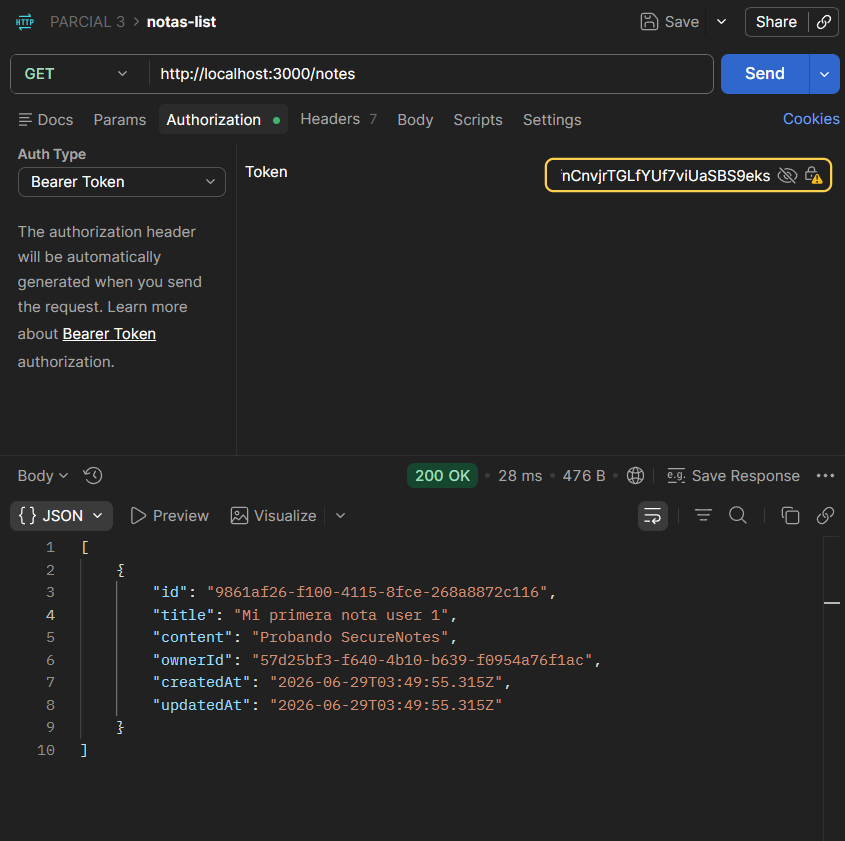 HTTP PARCIAL 3 > notas-list Save Share
GET http://localhost:3000/notes Send
Docs Params Authorization Headers 7 Body Scripts Settings Cookies
Auth Type
Bearer Token
Token
nCnvjrTGLfYUf7viUaSBS9eks
The authorization header
will be automatically
generated when you send
the request. Learn more
about Bearer Token
authorization.
Body 200 OK • 28 ms • 476 B • e.g. Save Response
{ } JSON Preview Visualize
1 [
2 {
3 "id": "9861af26-f100-4115-8fce-268a8872c116",
4 "title": "Mi primera nota user 1",
5 "content": "Probando SecureNotes",
6 "ownerId": "57d25bf3-f640-4b10-b639-f0954a76f1ac",
7 "createdAt": "2026-06-29T03:49:55.315Z",
8 "updatedAt": "2026-06-29T03:49:55.315Z"
9 }
10 ]